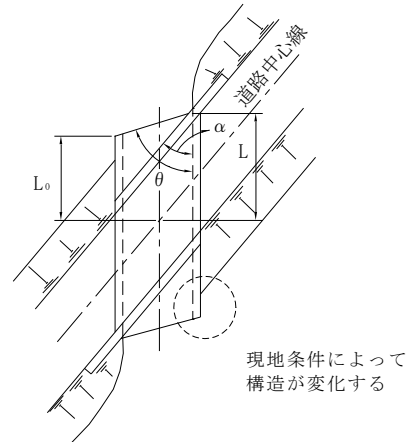 道路中心線
α
L
L₀
θ
現地条件によって
構造が変化する